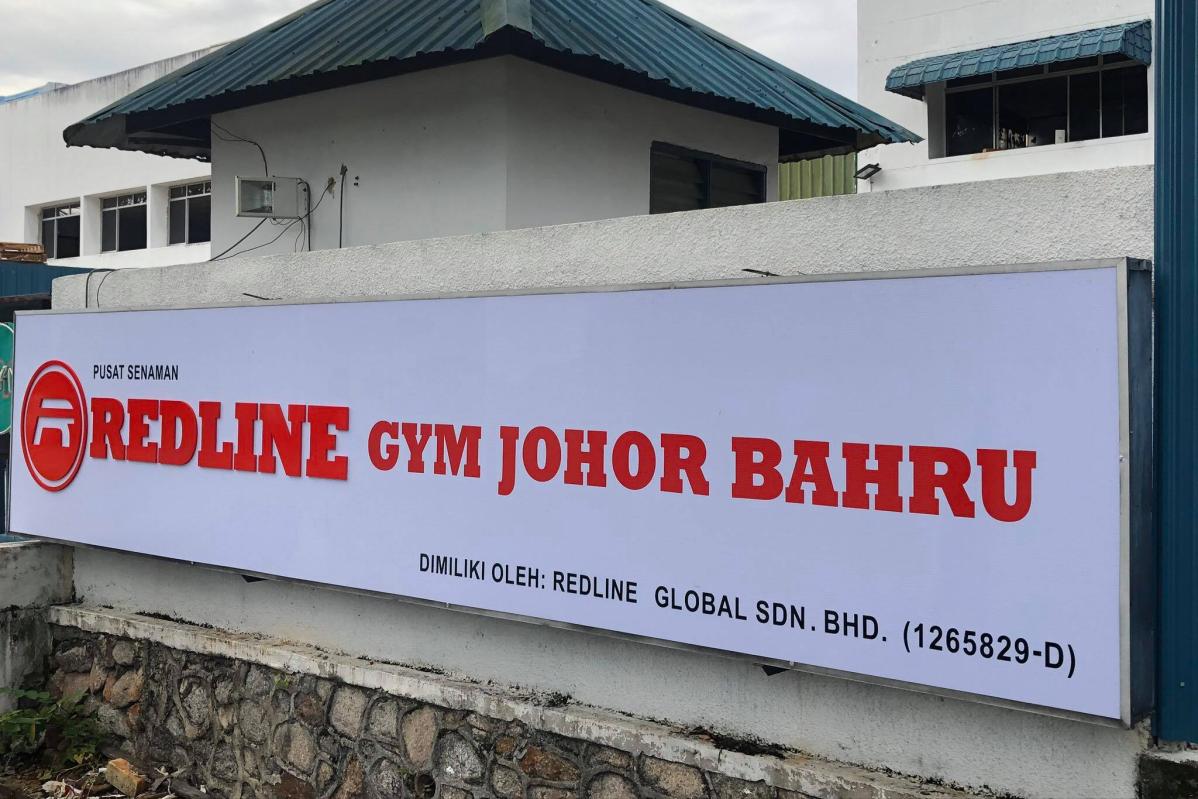 PUSAT SENAMAN
REDLINE GYM JOHOR BAHRU
DIMILIKI OLEH: REDLINE GLOBAL SDN. BHD. (1265829-D)